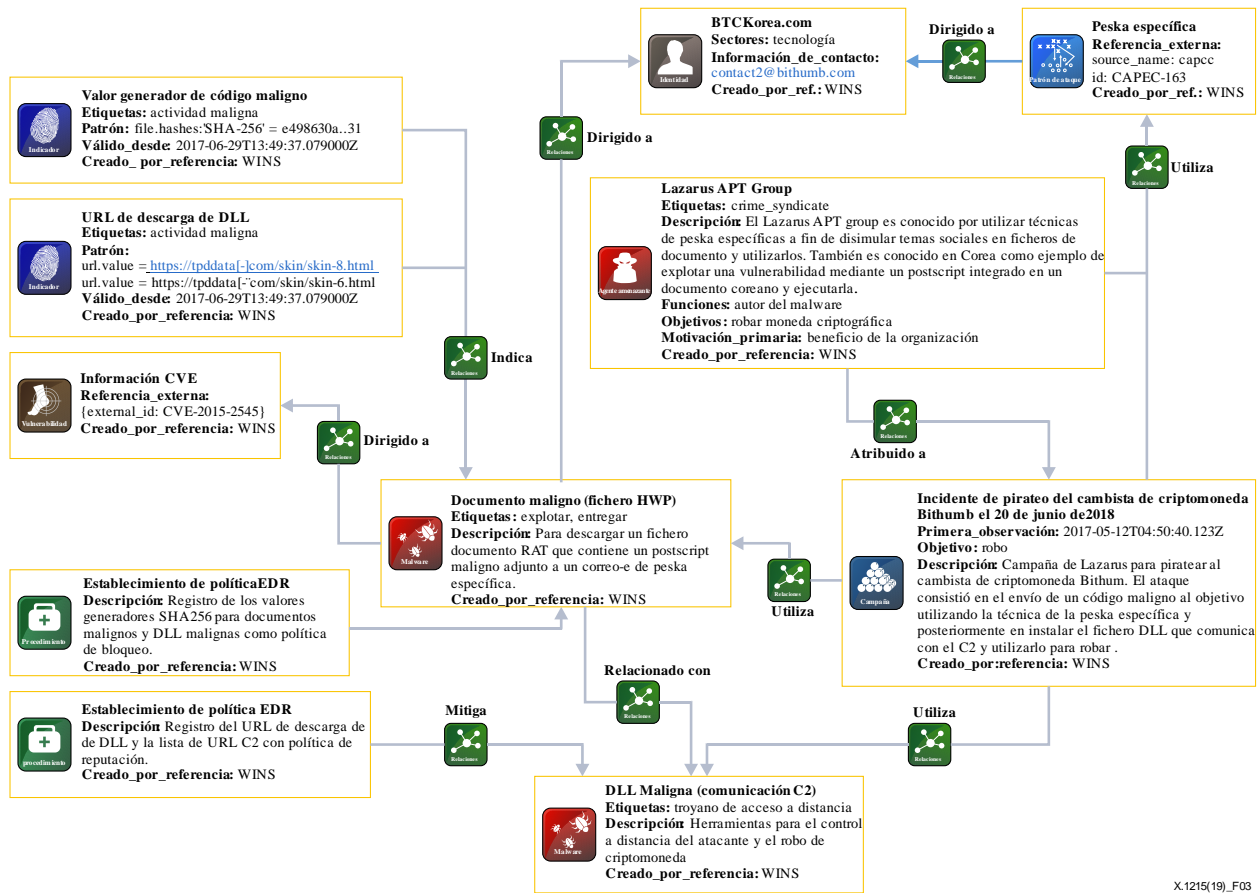 BTCKorea.com
Sectores: tecnología
Información_de_contacto:
contact2@bithumb.com
Creado_por_ref.: WINS
Identidad
Dirigido a
Relaciones
Peska específica
Referencia_externa:
source_name: capcc
id: CAPEC-163
Creado_por_ref.: WINS
Patrón de ataque
Valor generador de código maligno
Etiquetas: actividad maligna
Patrón: file.hashes:'SHA-256' = e498630a..31
Válido_desde: 2017-06-29T13:49:37.079000Z
Creado_ por_referencia: WINS
Indicador
Relaciones
Dirigido a
Relaciones
Utiliza
URL de descarga de DLL
Etiquetas: actividad maligna
Patrón:
url.value = https://tpddata[-]com/skin/skin-8.html
url.value = https://tpddata[-¨com/skin/skin-6.html
Válido_desde: 2017-06-29T13:49:37.079000Z
Creado_por_referencia: WINS
Indicador
Lazarus APT Group
Etiquetas: crime_syndicate
Descripción: El Lazarus APT group es conocido por utilizar técnicas
de peska específicas a fin de disimular temas sociales en ficheros de
documento y utilizarlos. También es conocido en Corea como ejemplo de
explotar una vulnerabilidad mediante un postscript integrado en un
documento coreano y ejecutarla.
Funciones: autor del malware
Objetivos: robar moneda criptográfica
Motivación_primaria: beneficio de la organización
Creado_por_referencia: WINS
Agente amenazante
Relaciones
Indica
Información CVE
Referencia_externa:
{external_id: CVE-2015-2545}
Creado_por_referencia: WINS
Vulnerabilidad
Relaciones
Dirigido a
Relaciones
Atribuido a
Documento maligno (fichero HWP)
Etiquetas: explotar, entregar
Descripción: Para descargar un fichero
documento RAT que contiene un postscript
maligno adjunto a un correo-e de peska
específica.
Creado_por_referencia: WINS
Malware
Relaciones
Utiliza
Incidente de pirateo del cambista de criptomoneda
Bithumb el 20 de junio de2018
Primera_observación: 2017-05-12T04:50:40.123Z
Objetivo: robo
Descripción: Campaña de Lazarus para piratear al
cambista de criptomoneda Bithum. El ataque
consistió en el envío de un código maligno al objetivo
utilizando la técnica de la peska específica y
posteriormente en instalar el fichero DLL que comunica
con el C2 y utilizarlo para robar .
Creado_por:referencia: WINS
Campaña
Establecimiento de políticaEDR
Descripción: Registro de los valores
generadores SHA256 para documentos
malignos y DLL malignas como política
de bloqueo.
Creado_por_referencia: WINS
Procedimiento
Relacionado con
Relaciones
Establecimiento de política EDR
Descripción: Registro del URL de descarga de
de DLL y la lista de URL C2 con política de
reputación.
Creado_por_referencia: WINS
procedimiento
Mitiga
Relaciones
Utiliza
Relaciones
DLL Maligna (comunicación C2)
Etiquetas: troyano de acceso a distancia
Descripción: Herramientas para el control
a distancia del atacante y el robo de
criptomoneda
Creado_por_referencia: WINS
Malware
X.1215(19)_F03